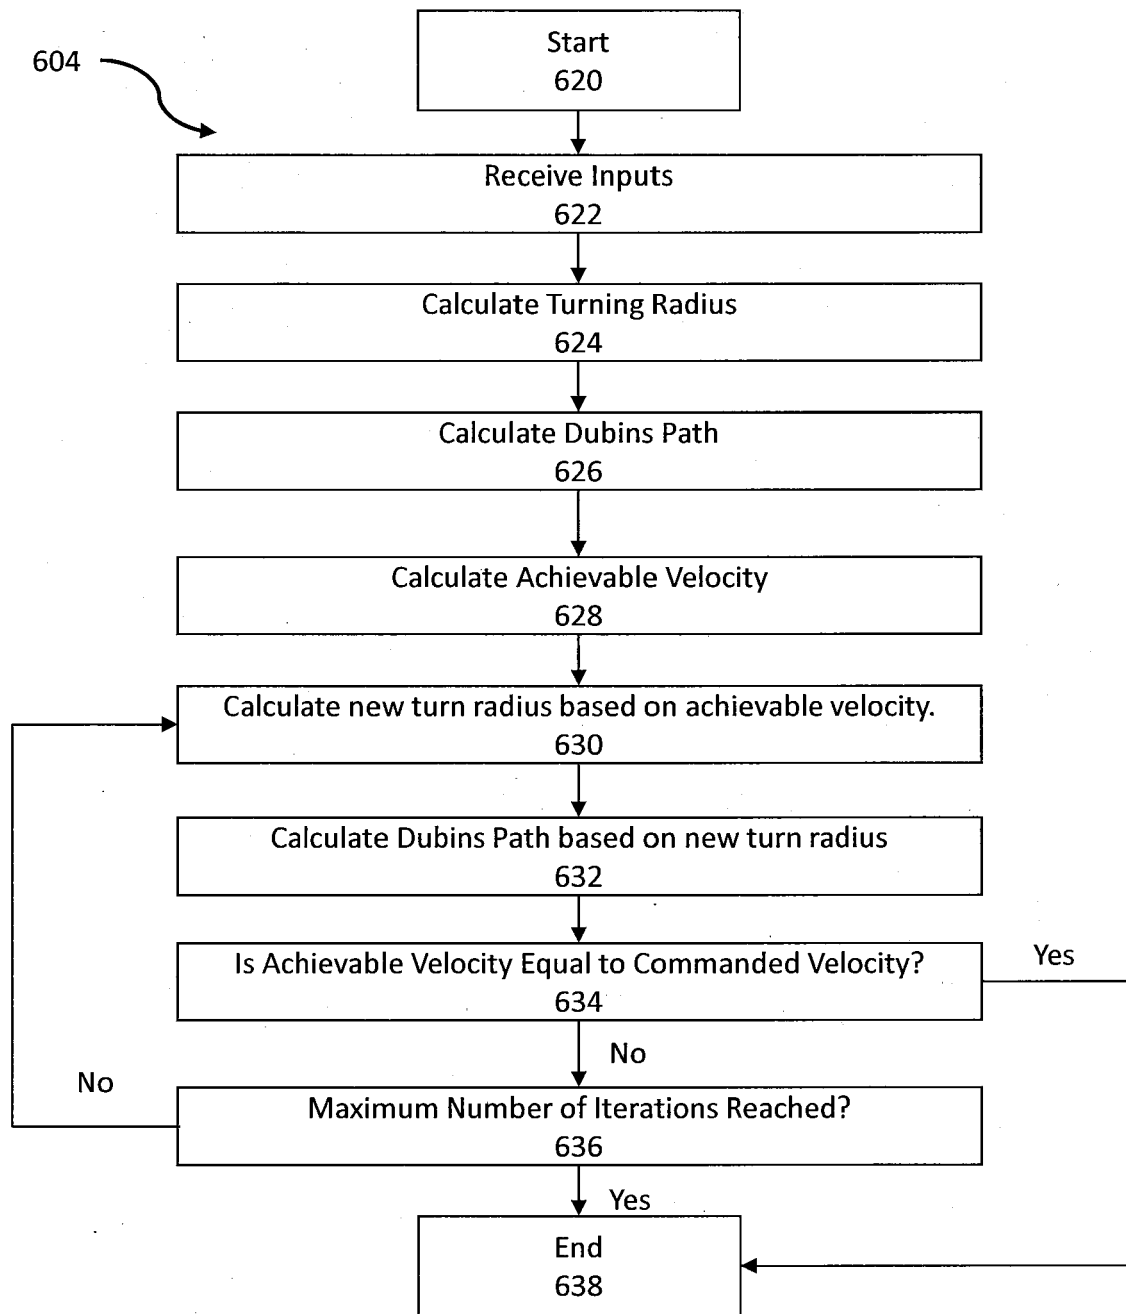 604
Start
620
Receive Inputs
622
Calculate Turning Radius
624
Calculate Dubins Path
626
Calculate Achievable Velocity
628
Calculate new turn radius based on achievable velocity.
630
Calculate Dubins Path based on new turn radius
632
Is Achievable Velocity Equal to Commanded Velocity?
634
Yes
No
No
Maximum Number of Iterations Reached?
636
Yes
End
638